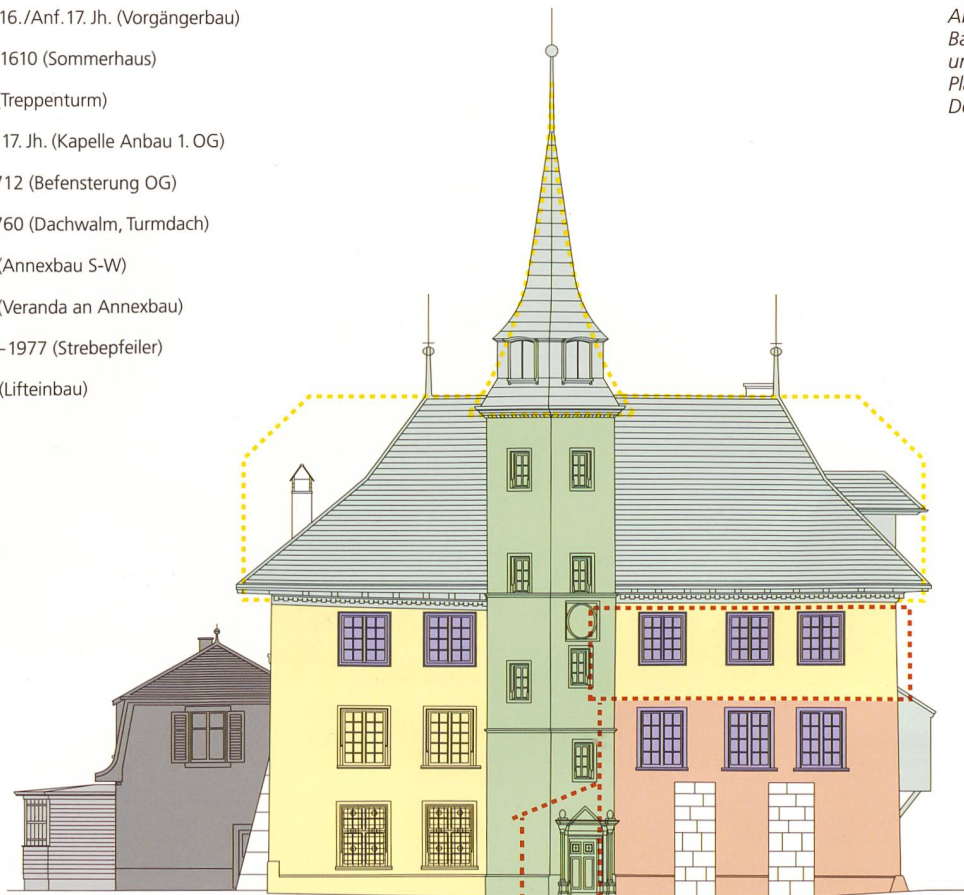 16./Anf. 17. Jh. (Vorgängerbau)
1610 (Sommerhaus)
Treppenturm)
17. Jh. (Kapelle Anbau 1. OG)
712 (Befensterung OG)
760 (Dachwalm, Turmdach)
(Annexbau S-W)
(Veranda an Annexbau)
–1977 (Strebepfeiler)
(Lifteinbau)